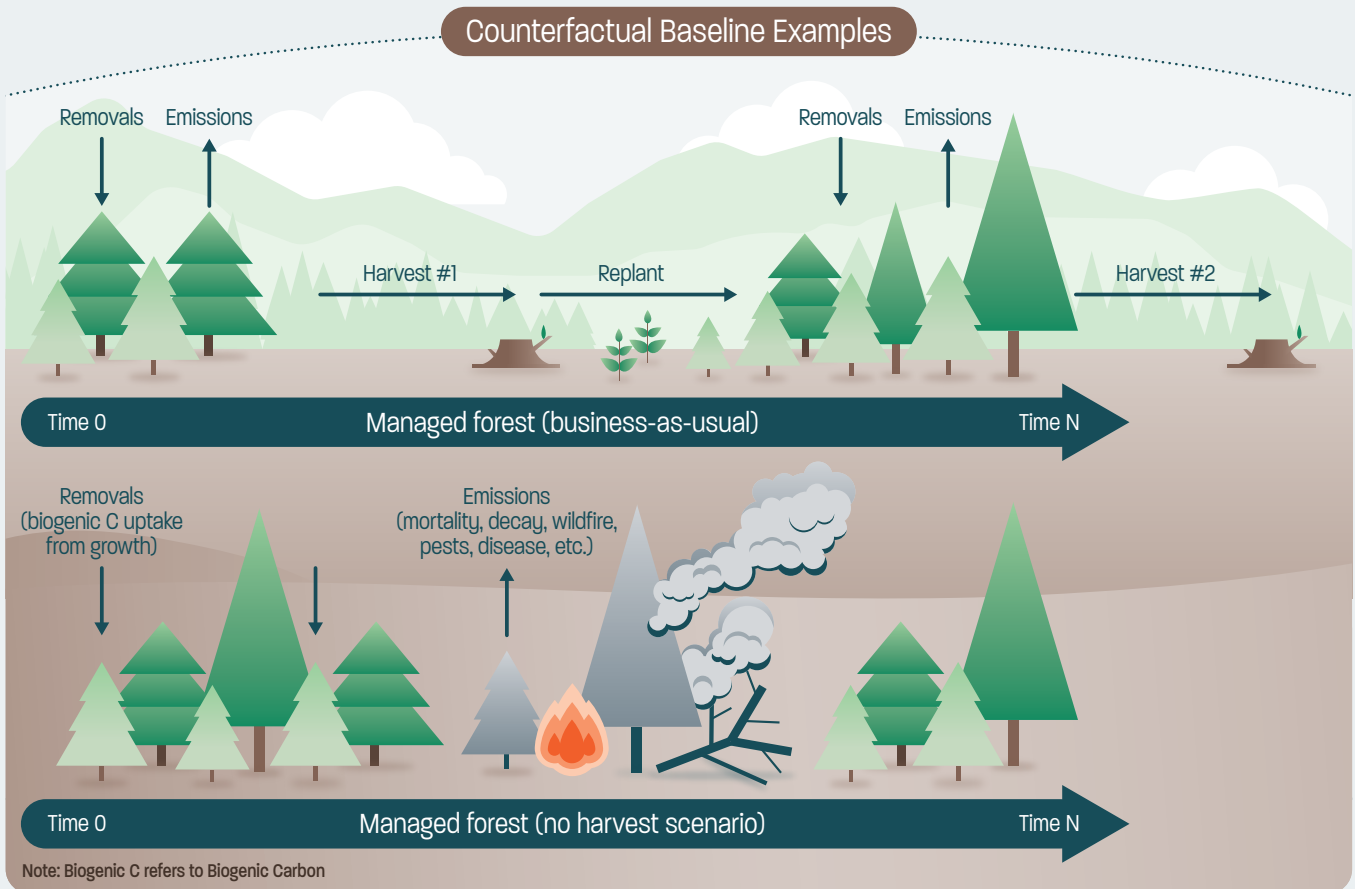 Counterfactual Baseline Examples
Removals
Emissions
Removals
Emissions
Harvest #1
Replant
Harvest #2
Time 0
Managed forest (business-as-usual)
Time N
Removals
(biogenic C uptake
from growth)
Emissions
(mortality, decay, wildfire,
pests, disease, etc.)
Time 0
Managed forest (no harvest scenario)
Time N
Note: Biogenic C refers to Biogenic Carbon